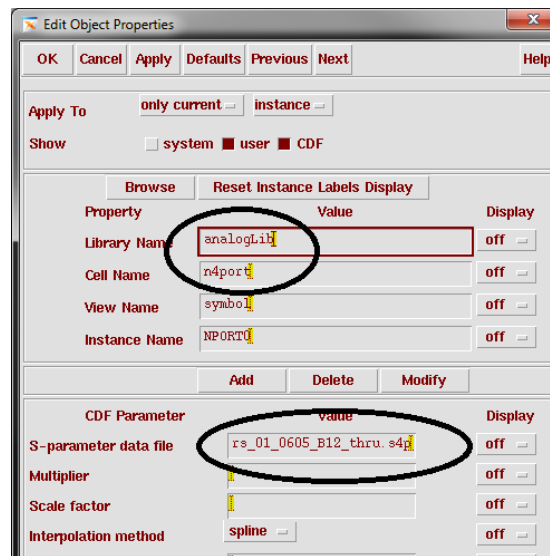 Edit Object Properties
X
OK Cancel Apply Defaults Previous Next Help
Apply To only current instance
Show system user CDF
Browse Reset Instance Labels Display
Property Value Display
Library Name analogLib off
Cell Name n4port off
View Name symbol off
Instance Name NPORT0 off
Add Delete Modify
CDF Parameter Value Display
S-parameter data file rs_01_0605_B12_thru.s4p off
Multiplier off
Scale factor off
Interpolation method spline off